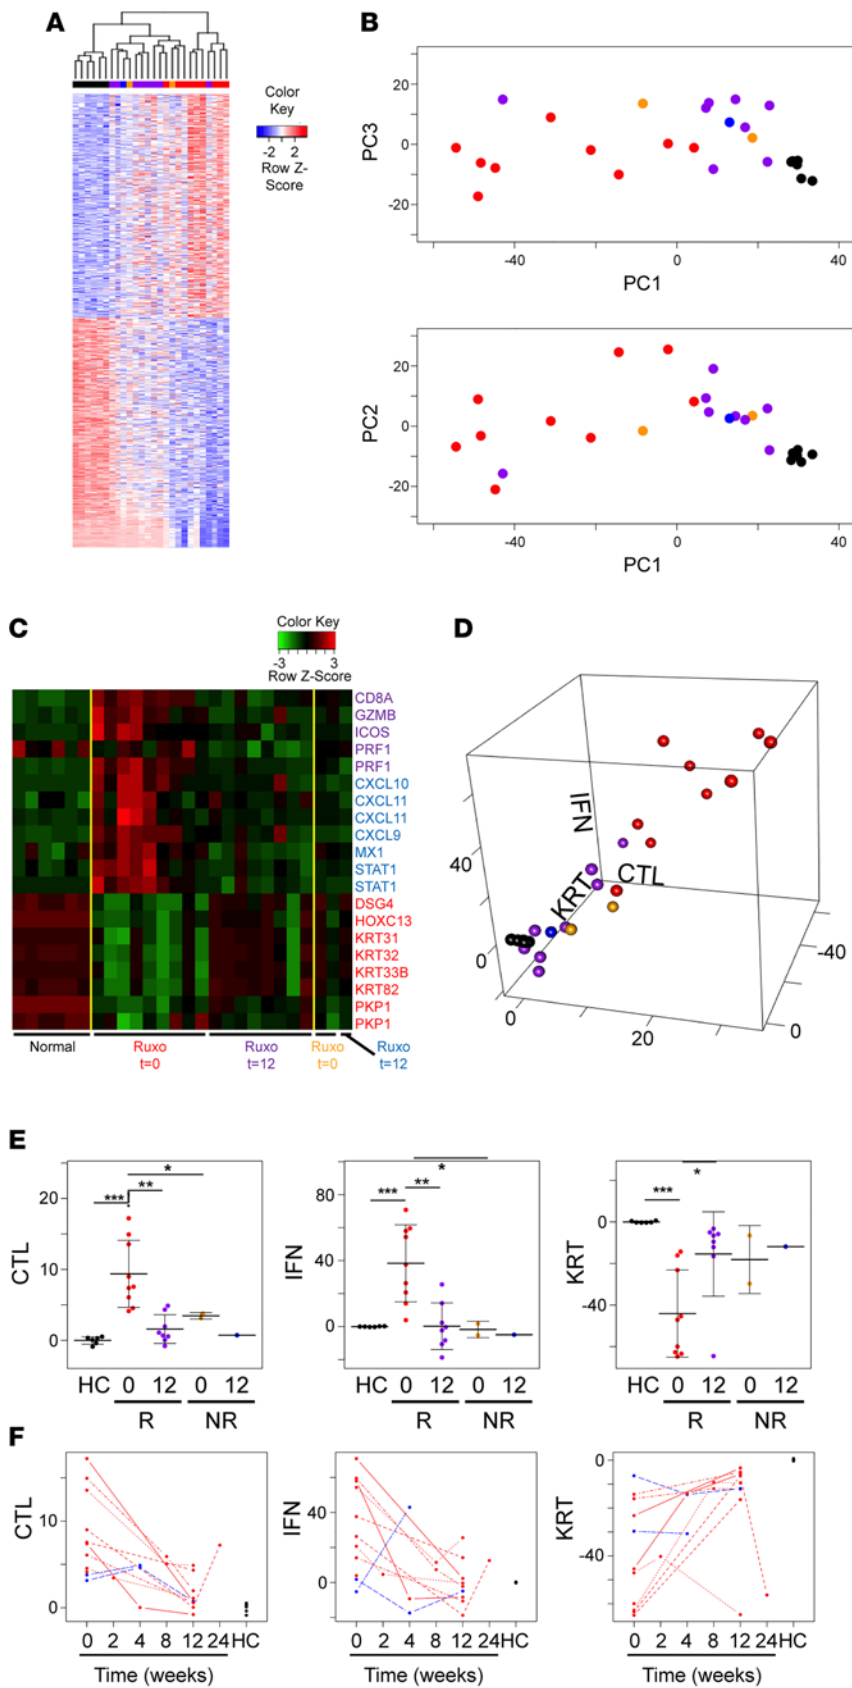 A
Color
Key
-2 2
Row Z-
Score
B
PC3
20
0
-20
-40 0 40
PC1
PC2
20
0
-20
-40 0 40
PC1
C
Color Key
-3 3
Row Z-Score
CD8A
GZMB
ICOS
PRF1
PRF1
CXCL10
CXCL11
CXCL11
CXCL9
MX1
STAT1
STAT1
DSG4
HOXC13
KRT31
KRT32
KRT33B
KRT82
PKP1
PKP1
Normal Ruxo Ruxo Ruxo Ruxo
t=0 t=12 t=0 t=12
D
IFN
CTL
KRT
40
0
0
20
0
-40
E
CTL
20
10
0
*
*** **
HC 0 12 0 12
R NR
IFN
80
40
0
*
*** **
HC 0 12 0 12
R NR
KRT
0
-40
-80
*** *
HC 0 12 0 12
R NR
F
CTL
10
0
0 2 4 8 12 24 HC
Time (weeks)
IFN
40
0
0 2 4 8 12 24 HC
Time (weeks)
KRT
0
-40
0 2 4 8 12 24 HC
Time (weeks)